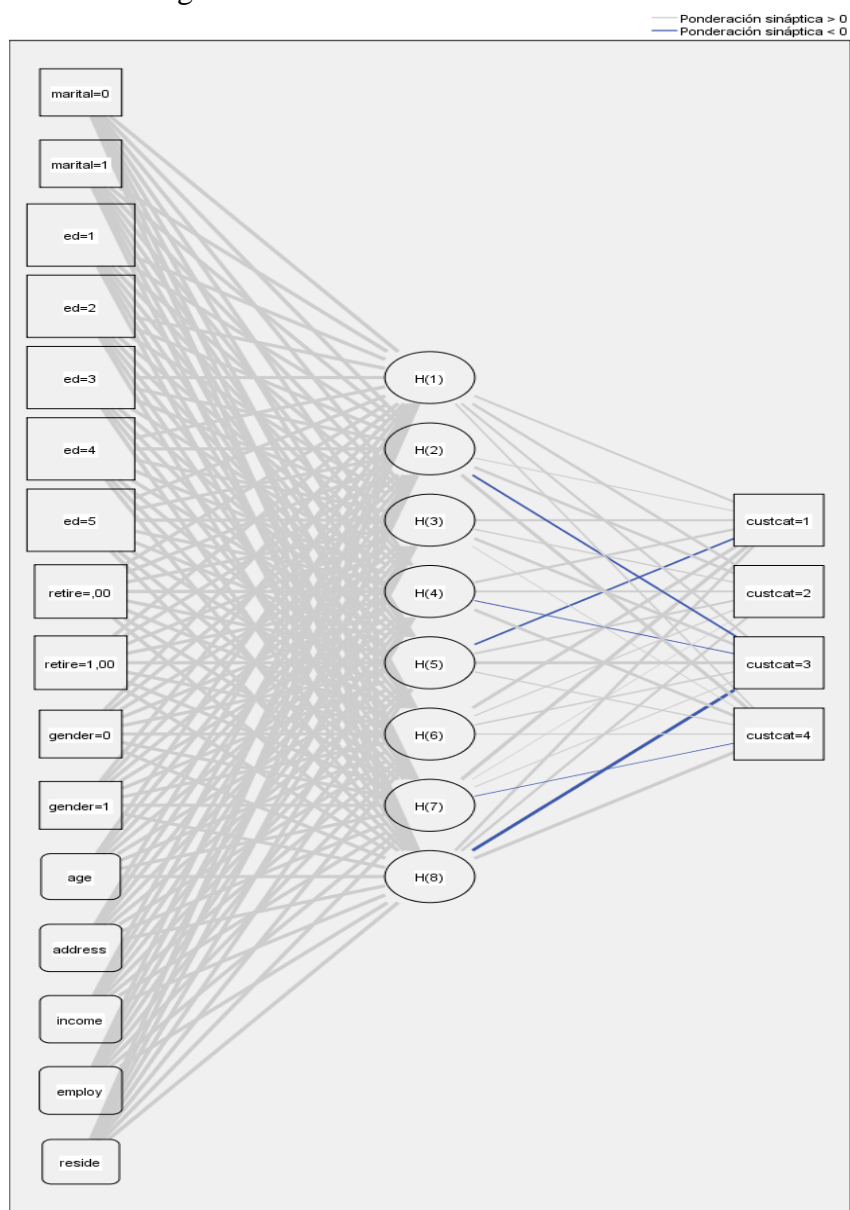 Ponderación sináptica > 0
Ponderación sináptica < 0
marital=0
marital=1
ed=1
ed=2
ed=3
ed=4
ed=5
retire=,00
retire=1,00
gender=0
gender=1
age
address
income
employ
reside
H(1)
H(2)
H(3)
H(4)
H(5)
H(6)
H(7)
H(8)
custcat=1
custcat=2
custcat=3
custcat=4